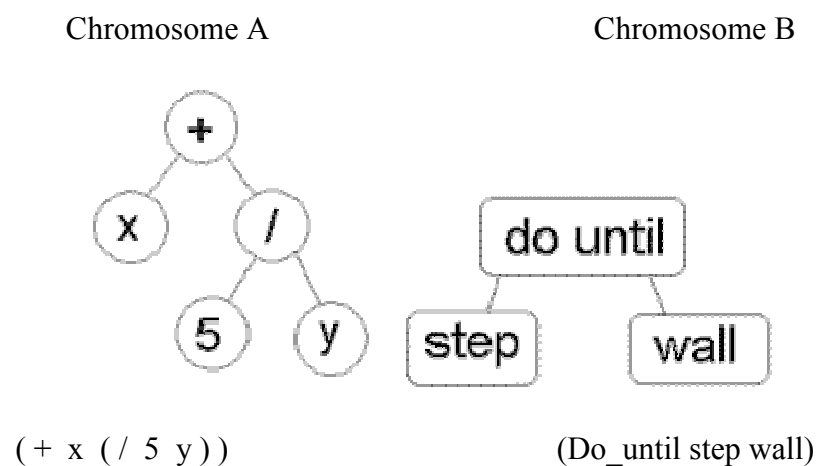 Chromosome A Chromosome B
+
x /
do until
5 y step wall
( + x ( / 5 y ) ) (Do_until step wall)